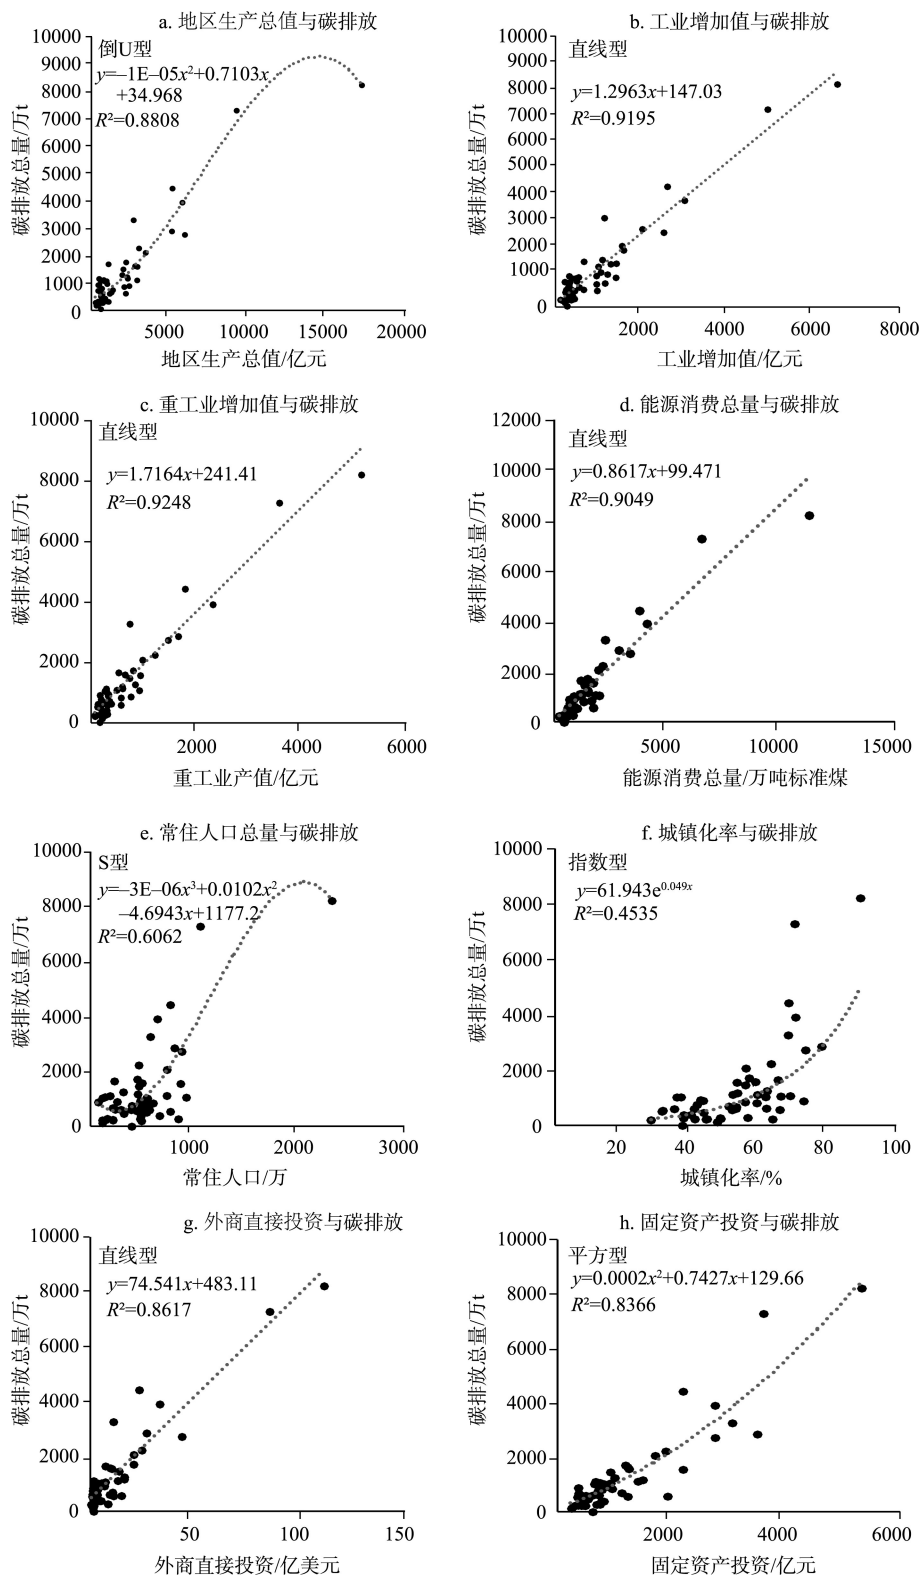 a. 地区生产总值与碳排放
倒U型
y=–1E–05x²+0.7103x
+34.968
R²=0.8808
碳排放总量/万t
10000
9000
8000
7000
6000
5000
4000
3000
2000
1000
0
5000
10000
15000
20000
地区生产总值/亿元
b. 工业增加值与碳排放
直线型
y=1.2963x+147.03
R²=0.9195
碳排放总量/万t
10000
9000
8000
7000
6000
5000
4000
3000
2000
1000
0
2000
4000
6000
8000
工业增加值/亿元
c. 重工业增加值与碳排放
直线型
y=1.7164x+241.41
R²=0.9248
碳排放总量/万t
10000
8000
6000
4000
2000
0
2000
4000
6000
重工业产值/亿元
d. 能源消费总量与碳排放
直线型
y=0.8617x+99.471
R²=0.9049
碳排放总量/万t
12000
10000
8000
6000
4000
2000
0
5000
10000
15000
能源消费总量/万吨标准煤
e. 常住人口总量与碳排放
S型
y=–3E–06x³+0.0102x²
–4.6943x+1177.2
R²=0.6062
碳排放总量/万t
10000
8000
6000
4000
2000
0
1000
2000
3000
常住人口/万
f. 城镇化率与碳排放
指数型
y=61.943e^0.049x
R²=0.4535
碳排放总量/万t
10000
8000
6000
4000
2000
0
20
40
60
80
100
城镇化率/%
g. 外商直接投资与碳排放
直线型
y=74.541x+483.11
R²=0.8617
碳排放总量/万t
10000
8000
6000
4000
2000
0
50
100
150
外商直接投资/亿美元
h. 固定资产投资与碳排放
平方型
y=0.0002x²+0.7427x+129.66
R²=0.8366
碳排放总量/万t
10000
8000
6000
4000
2000
0
2000
4000
6000
固定资产投资/亿元